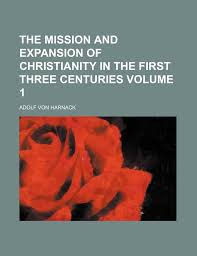 THE MISSION AND
EXPANSION OF
CHRISTIANITY IN THE FIRST
THREE CENTURIES VOLUME
1
ADOLF VON HARNACK